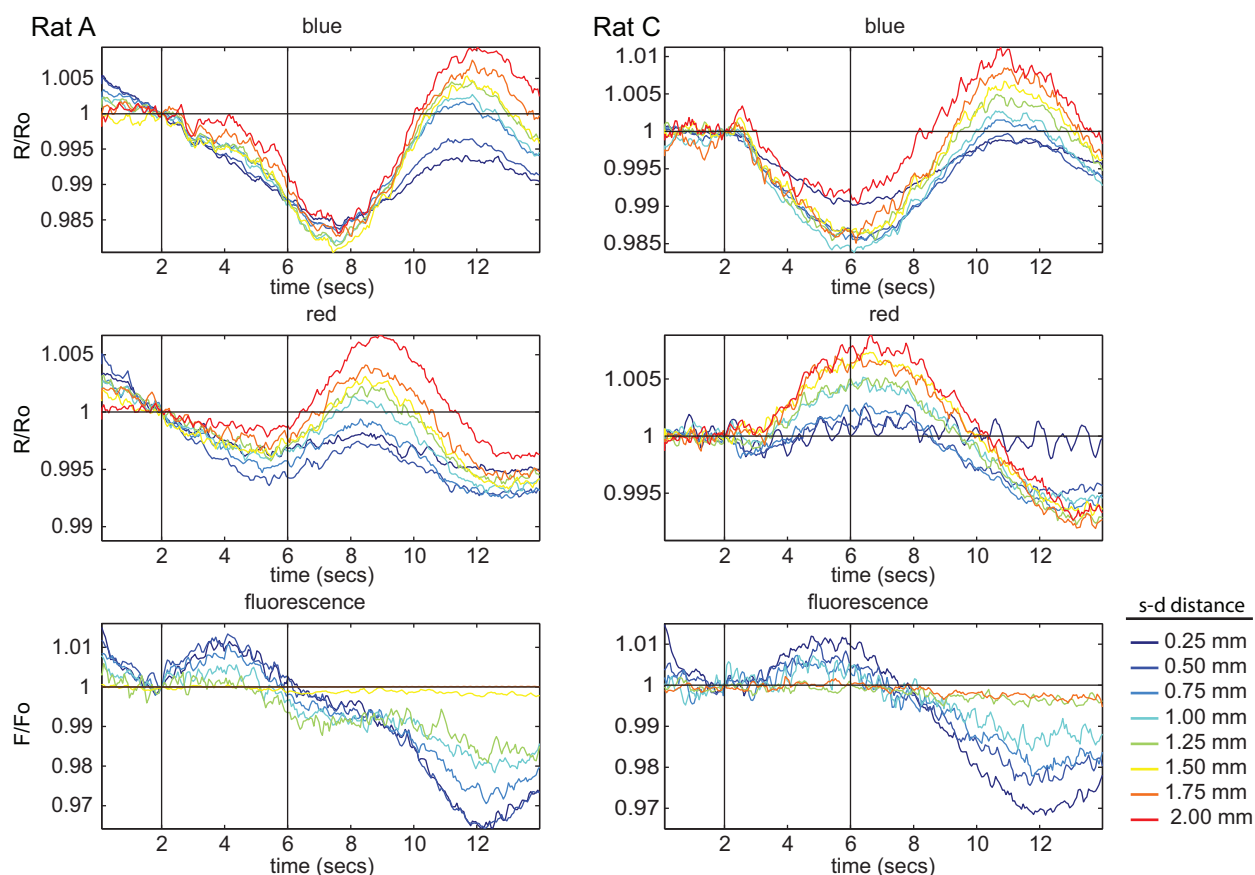 Rat A
blue
R/Ro
1.005
1
0.995
0.99
0.985
2 4 6 8 10 12
time (secs)
Rat C
blue
1.01
1.005
1
0.995
0.99
0.985
2 4 6 8 10 12
time (secs)
red
R/Ro
1.005
1
0.995
0.99
2 4 6 8 10 12
time (secs)
red
1.005
1
0.995
2 4 6 8 10 12
time (secs)
fluorescence
F/Fo
1.01
1
0.99
0.98
0.97
2 4 6 8 10 12
time (secs)
fluorescence
1.01
1
0.99
0.98
0.97
2 4 6 8 10 12
time (secs)
s-d distance
0.25 mm
0.50 mm
0.75 mm
1.00 mm
1.25 mm
1.50 mm
1.75 mm
2.00 mm